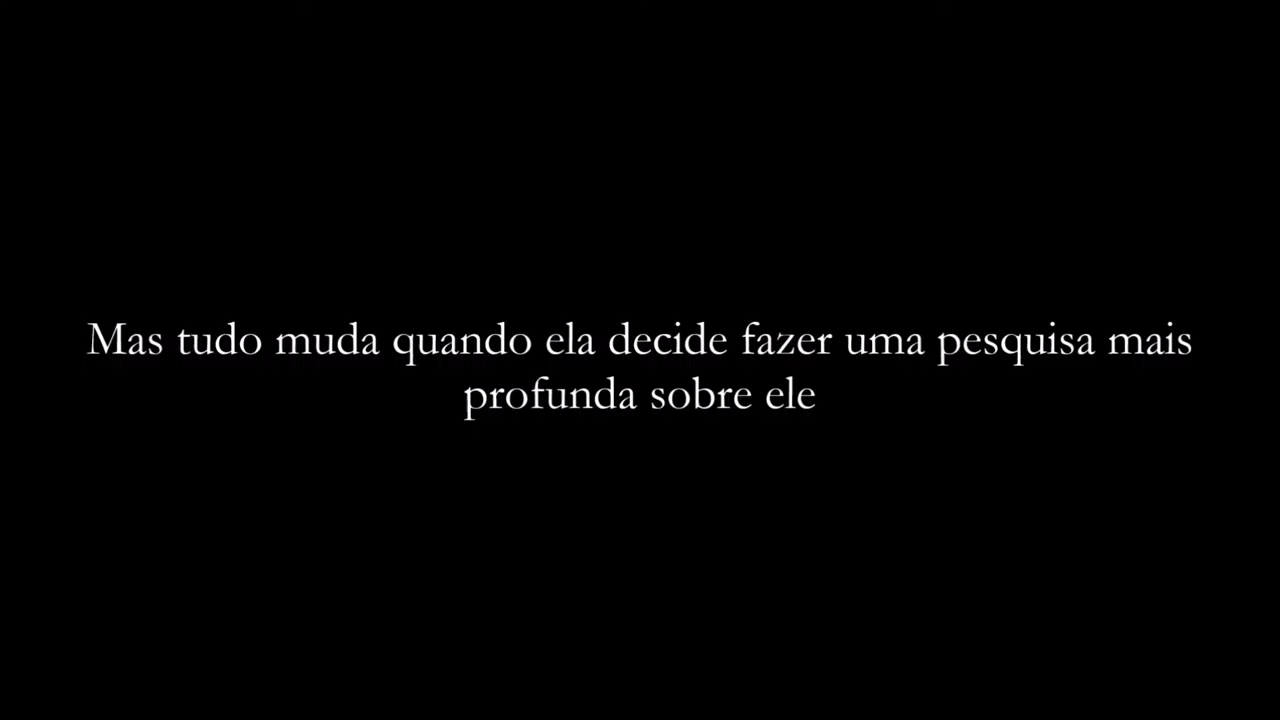 Mas tudo muda quando ela decide fazer uma pesquisa mais
profunda sobre ele